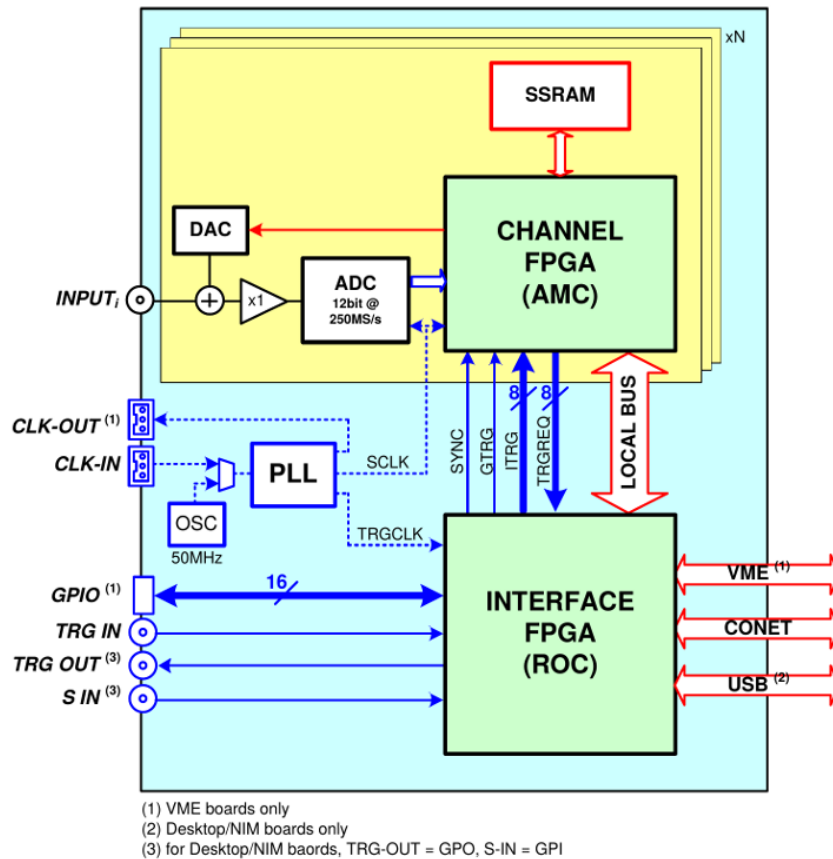 xN
SSRAM
DAC
CHANNEL
FPGA
(AMC)
ADC
12bit @
250MS/s
x1
INPUTi
8
8
SYNC
GTRG
ITRG
TRGREQ
LOCAL BUS
CLK-OUT (1)
CLK-IN
PLL
SCLK
OSC
50MHz
TRGCLK
GPIO (1)
16
TRG IN
TRG OUT (3)
S IN (3)
INTERFACE
FPGA
(ROC)
VME (1)
CONET
USB (2)
(1) VME boards only
(2) Desktop/NIM boards only
(3) for Desktop/NIM baords, TRG-OUT = GPO, S-IN = GPI